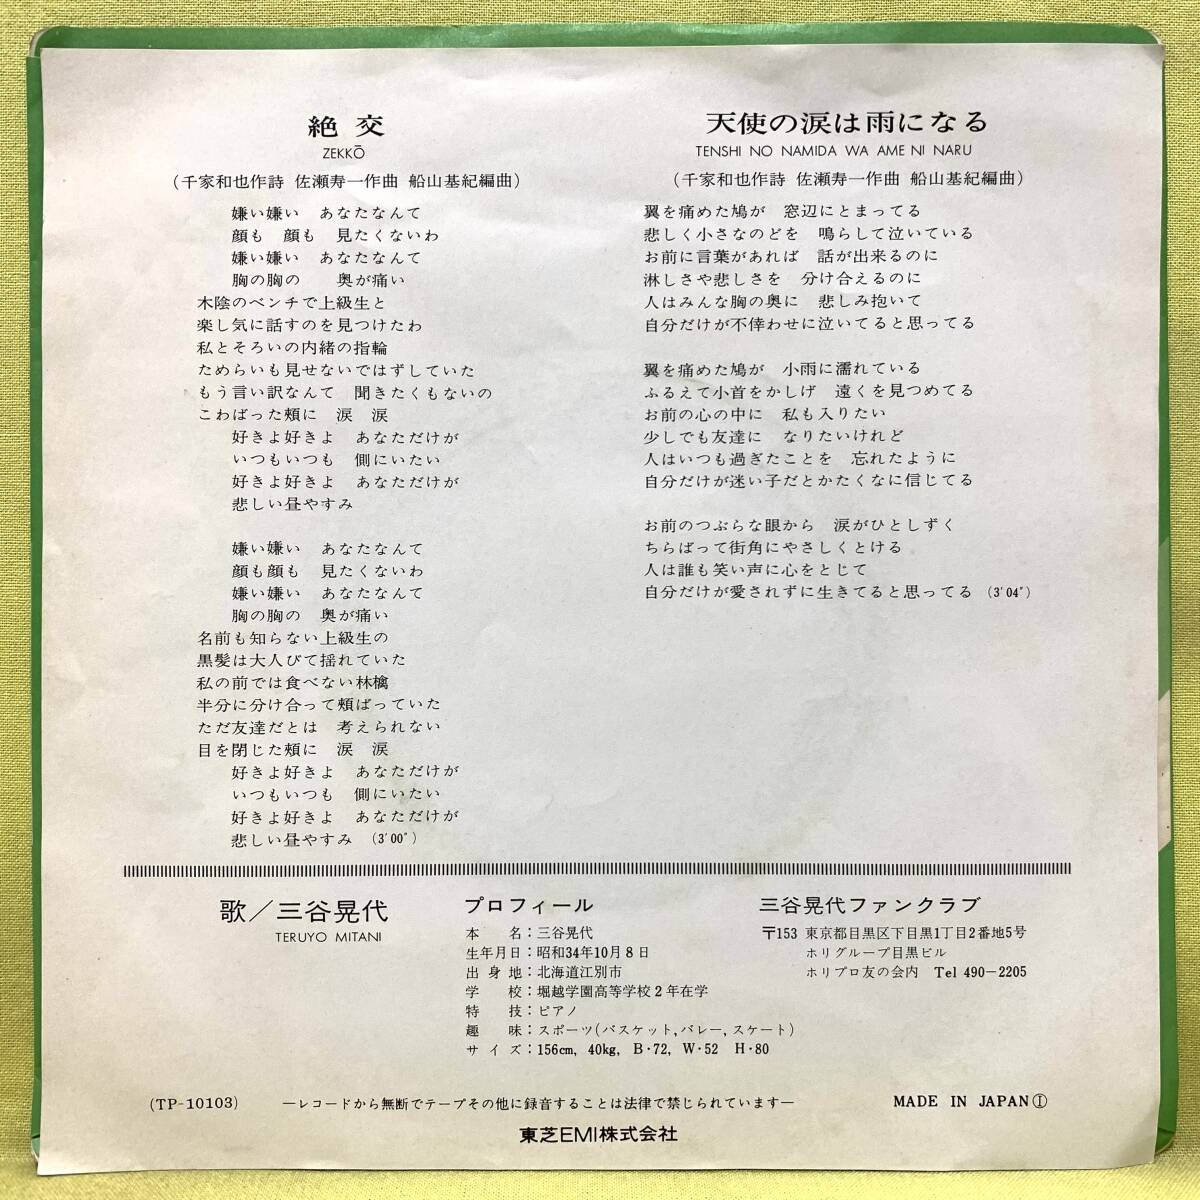 絶交
ZEKKŌ
(千家和也作詩 佐瀬寿一作曲 船山基紀編曲)
嫌い嫌い あなたなんて
顔も 顔も 見たくないわ
嫌い嫌い あなたなんて
胸の胸の 奥が痛い
木陰のベンチで上級生と
楽し気に話すのを見つけたわ
私とそろいの内緒の指輪
ためらいも見せないではずしていた
もう言い訳なんて 聞きたくもないの
こわばった頬に 涙 涙
好きよ好きよ あなただけが
いつもいつも 側にいたい
好きよ好きよ あなただけが
悲しい昼やすみ
嫌い嫌い あなたなんて
顔も顔も 見たくないわ
嫌い嫌い あなたなんて
胸の胸の 奥が痛い
名前も知らない上級生の
黒髪は大人びて揺れていた
私の前では食べない林檎
半分に分け合って頬ばっていた
ただ友達だとは 考えられない
目を閉じた頬に 涙 涙
好きよ好きよ あなただけが
いつもいつも 側にいたい
好きよ好きよ あなただけが
悲しい昼やすみ (3′00″)
天使の涙は雨になる
TENSHI NO NAMIDA WA AME NI NARU
(千家和也作詩 佐瀬寿一作曲 船山基紀編曲)
翼を痛めた鳩が 窓辺にとまってる
悲しく小さなのどを 鳴らして泣いている
お前に言葉があれば 話が出来るのに
淋しさや悲しさを 分け合えるのに
人はみんな胸の奥に 悲しみ抱いて
自分だけが不倖わせに泣いてると思ってる
翼を痛めた鳩が 小雨に濡れている
ふるえて小首をかしげ 遠くを見つめてる
お前の心の中に 私も入りたい
少しでも友達に なりたいけれど
人はいつも過ぎたことを 忘れたように
自分だけが迷い子だとかたくなに信じてる
お前のつぶらな眼から 涙がひとしずく
ちらばって街角にやさしくとける
人は誰も笑い声に心をとじて
自分だけが愛されずに生きてると思ってる (3′04″)
歌/三谷晃代
TERUYO MITANI
プロフィール
本 名:三谷晃代
生年月日:昭和34年10月8日
出身地:北海道江別市
学 校:堀越学園高等学校2年在学
特 技:ピアノ
趣 味:スポーツ(バスケット,バレー,スケート)
サイズ:156cm, 40kg, B・72, W・52 H・80
三谷晃代ファンクラブ
〒153 東京都目黒区下目黒1丁目2番地5号
ホリグループ目黒ビル
ホリプロ友の会内 Tel 490-2205
(TP-10103)
―レコードから無断でテープその他に録音することは法律で禁じられています―
MADE IN JAPANⒾ
東芝EMI株式会社